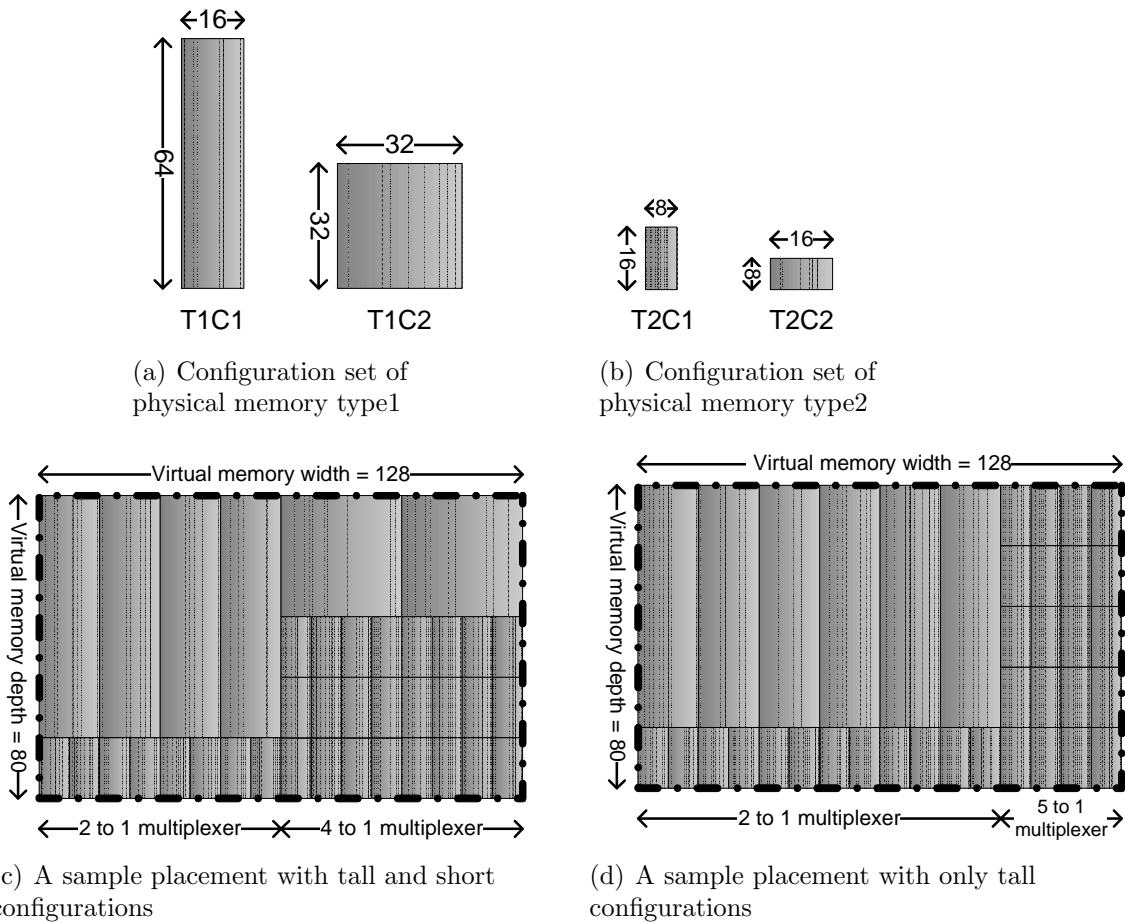 16
64
T1C1
32
32
T1C2
8
16
T2C1
16
8
T2C2
(a) Configuration set of
physical memory type1
(b) Configuration set of
physical memory type2
Virtual memory width = 128
Virtual memory depth = 80
2 to 1 multiplexer
4 to 1 multiplexer
c) A sample placement with tall and short
configurations
Virtual memory width = 128
Virtual memory depth = 80
2 to 1 multiplexer
5 to 1
multiplexer
(d) A sample placement with only tall
configurations